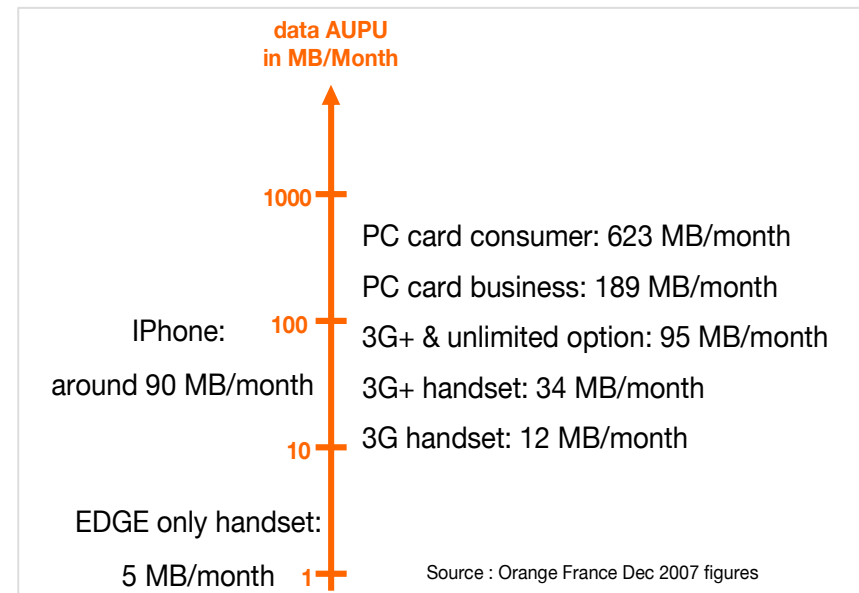 data AUPU
in MB/Month
1000
PC card consumer: 623 MB/month
PC card business: 189 MB/month
IPhone:
100
3G+ & unlimited option: 95 MB/month
around 90 MB/month
3G+ handset: 34 MB/month
10
3G handset: 12 MB/month
EDGE only handset:
5 MB/month
1
Source : Orange France Dec 2007 figures